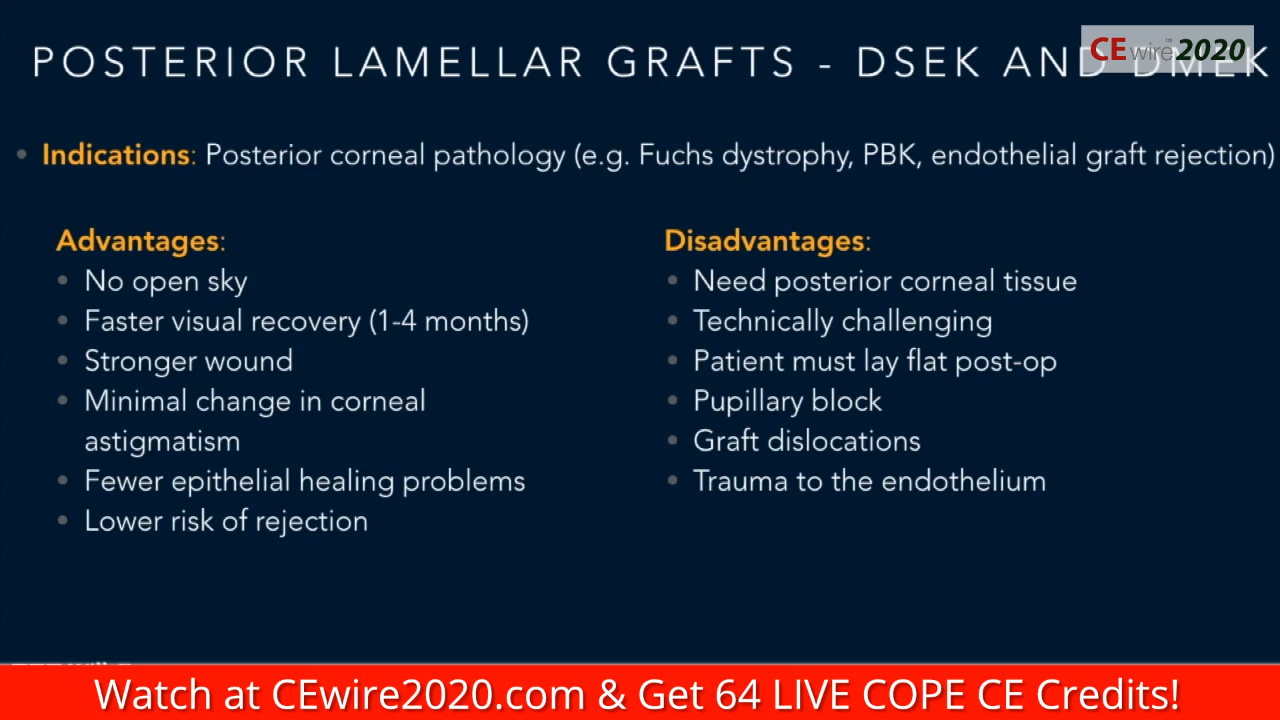 POSTERIOR LAMELLAR GRAFTS - DSEK AND DMEK
CEwire™2020
• Indications: Posterior corneal pathology (e.g. Fuchs dystrophy, PBK, endothelial graft rejection)
Advantages:
• No open sky
• Faster visual recovery (1-4 months)
• Stronger wound
• Minimal change in corneal
astigmatism
• Fewer epithelial healing problems
• Lower risk of rejection
Disadvantages:
• Need posterior corneal tissue
• Technically challenging
• Patient must lay flat post-op
• Pupillary block
• Graft dislocations
• Trauma to the endothelium
Watch at CEwire2020.com & Get 64 LIVE COPE CE Credits!